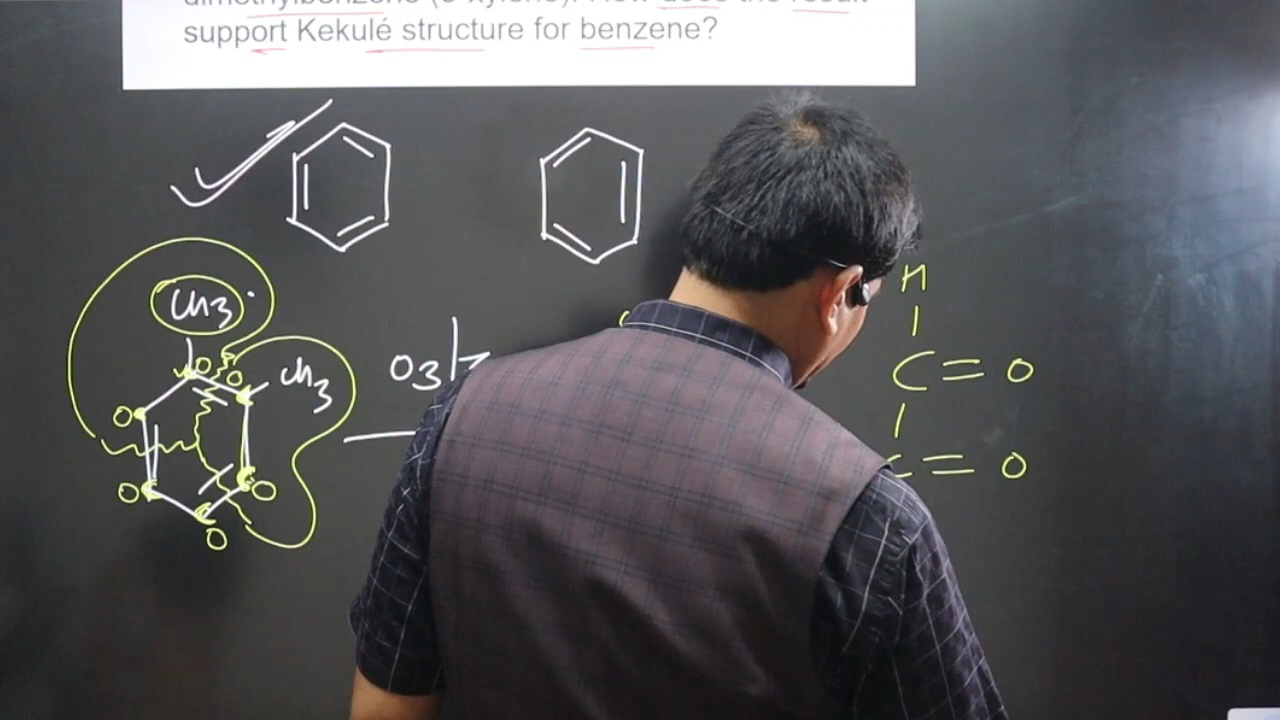 support Kekulé structure for benzene?
CH3
CH3
O3/Z
H
C = O
C = O
O
O
O
O
O
O